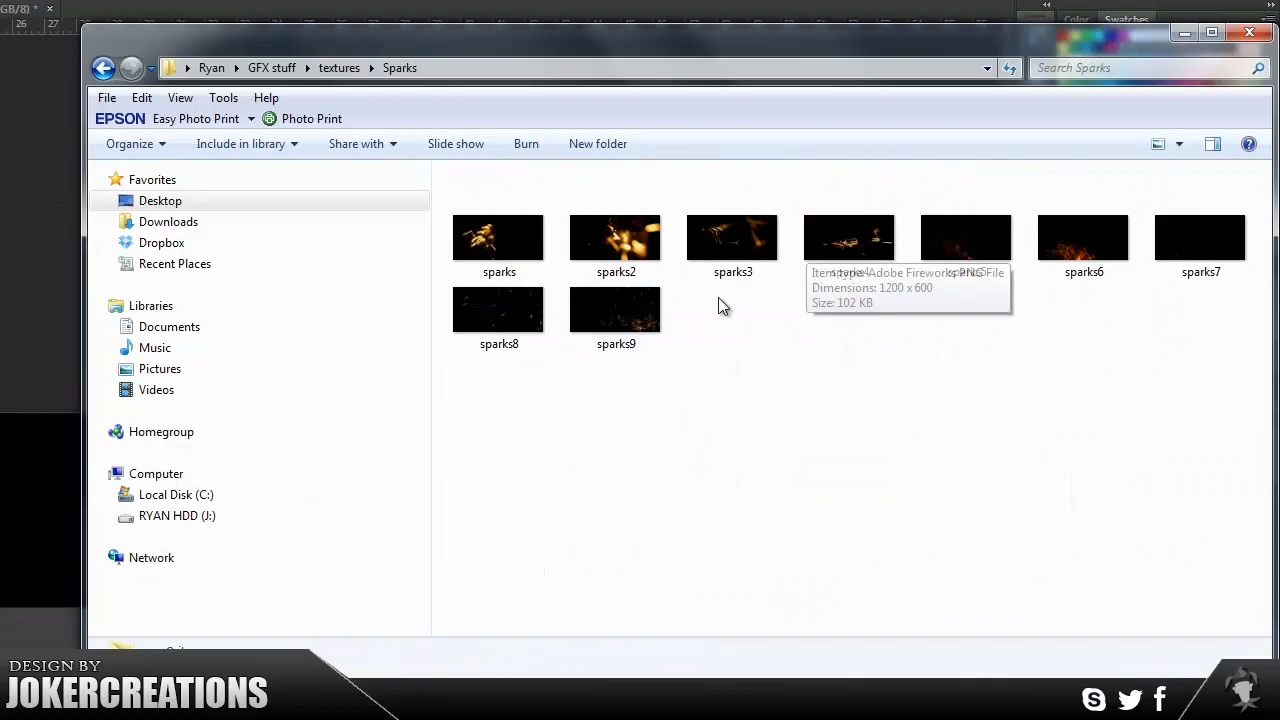 GB/8) *
26
27
Color
Swatches
Ryan
GFX stuff
textures
Sparks
Search Sparks
File
Edit
View
Tools
Help
EPSON
Easy Photo Print
Photo Print
Organize
Include in library
Share with
Slide show
Burn
New folder
Favorites
Desktop
Downloads
Dropbox
Recent Places
Libraries
Documents
Music
Pictures
Videos
Homegroup
Computer
Local Disk (C:)
RYAN HDD (J:)
Network
sparks
sparks2
sparks3
sparks4
sparks5
sparks6
sparks7
Item type: Adobe Fireworks PNG File
Dimensions: 1200 x 600
Size: 102 KB
sparks8
sparks9
DESIGN BY
JOKERCREATIONS